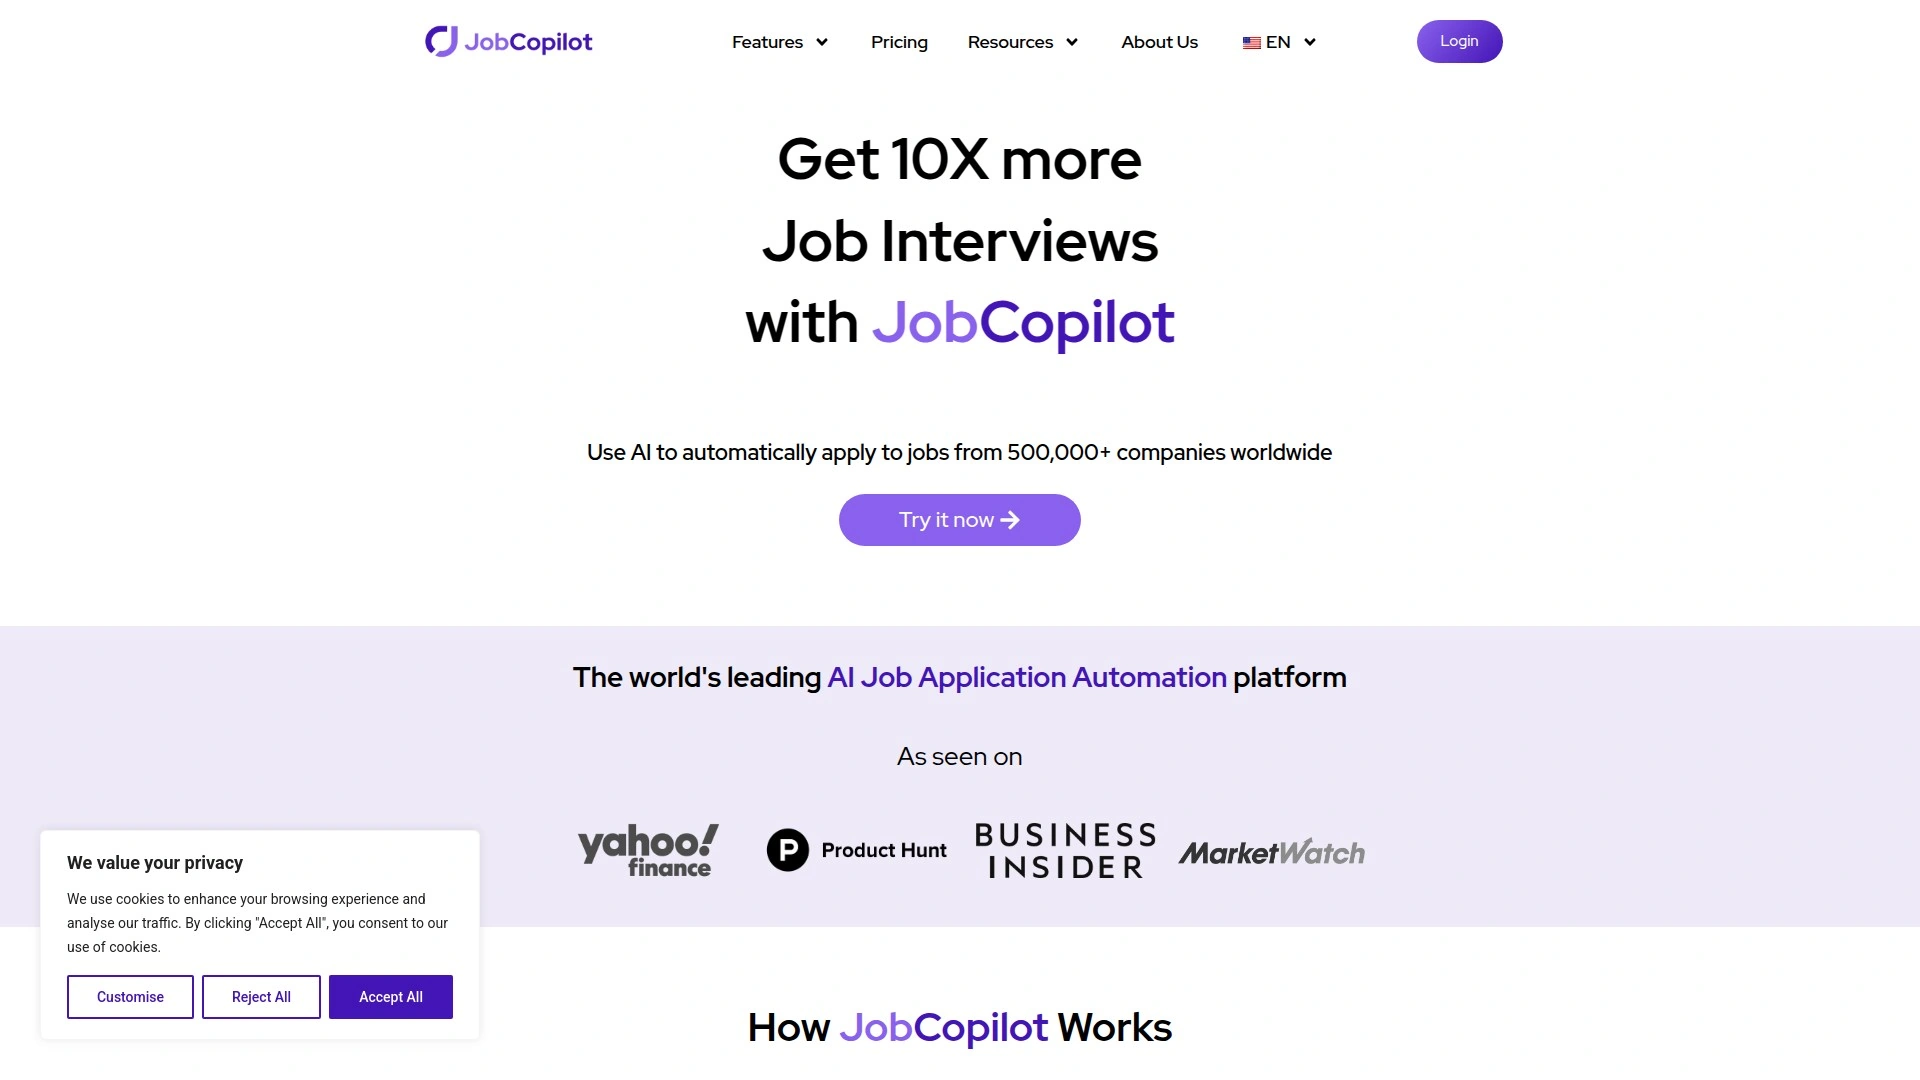 JobCopilot
Features
Pricing
Resources
About Us
EN
Login
Get 10X more
Job Interviews
with JobCopilot
Use AI to automatically apply to jobs from 500,000+ companies worldwide
Try it now
The world's leading AI Job Application Automation platform
As seen on
yahoo!
finance
P Product Hunt
BUSINESS
INSIDER
MarketWatch
We value your privacy
We use cookies to enhance your browsing experience and
analyse our traffic. By clicking "Accept All", you consent to our
use of cookies.
Customise
Reject All
Accept All
How JobCopilot Works